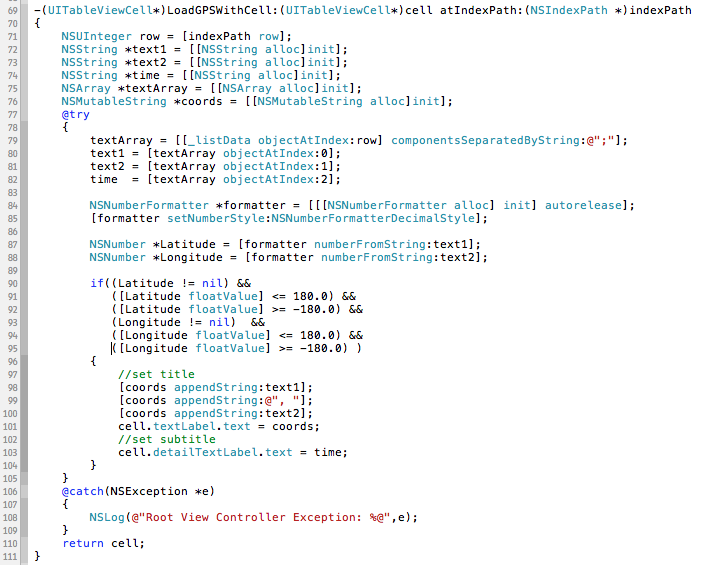 69 -(UITableViewCell*)LoadGPSWithCell:(UITableViewCell*)cell atIndexPath:(NSIndexPath *)indexPath
70 {
71     NSUInteger row = [indexPath row];
72     NSString *text1 = [[NSString alloc]init];
73     NSString *text2 = [[NSString alloc]init];
74     NSString *time = [[NSString alloc]init];
75     NSArray *textArray = [[NSArray alloc]init];
76     NSMutableString *coords = [[NSMutableString alloc]init];
77     @try
78     {
79         textArray = [[_listData objectAtIndex:row] componentsSeparatedByString:@";"];
80         text1 = [textArray objectAtIndex:0];
81         text2 = [textArray objectAtIndex:1];
82         time  = [textArray objectAtIndex:2];
83
84         NSNumberFormatter *formatter = [[[NSNumberFormatter alloc] init] autorelease];
85         [formatter setNumberStyle:NSNumberFormatterDecimalStyle];
86
87         NSNumber *Latitude = [formatter numberFromString:text1];
88         NSNumber *Longitude = [formatter numberFromString:text2];
89
90         if((Latitude != nil) &&
91            ([Latitude floatValue] <= 180.0) &&
92            ([Latitude floatValue] >= -180.0) &&
93            (Longitude != nil)  &&
94            ([Longitude floatValue] <= 180.0) &&
95            ([Longitude floatValue] >= -180.0) )
96         {
97             //set title
98             [coords appendString:text1];
99             [coords appendString:@", "];
100             [coords appendString:text2];
101             cell.textLabel.text = coords;
102             //set subtitle
103             cell.detailTextLabel.text = time;
104         }
105     }
106     @catch(NSException *e)
107     {
108         NSLog(@"Root View Controller Exception: %@",e);
109     }
110     return cell;
111 }